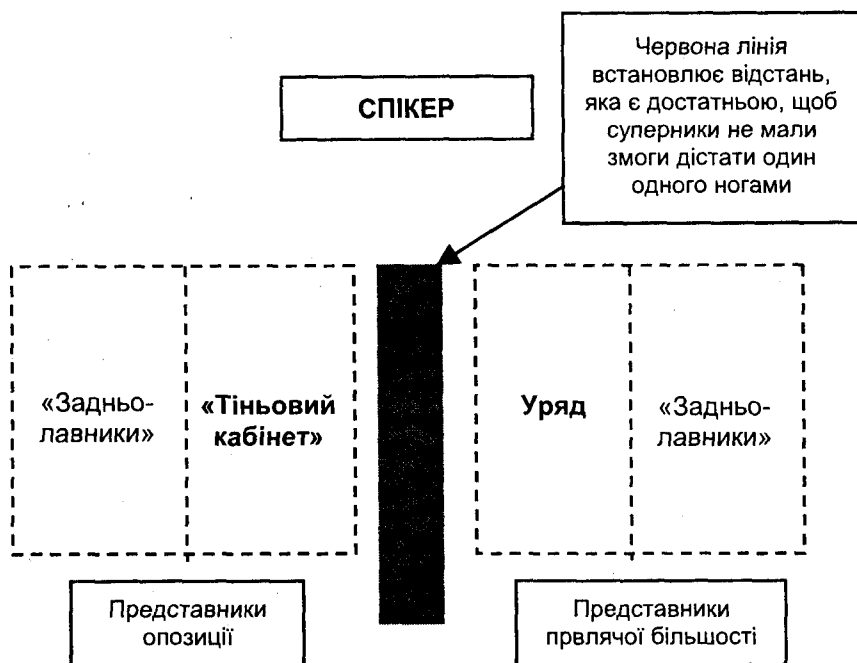 СПІКЕР
Червона лінія
встановлює відстань,
яка є достатньою, щоб
суперники не мали
змоги дістати один
одного ногами
«Задньо-
лавники»
«Тіньовий
кабінет»
Уряд
«Задньо-
лавники»
Представники
опозиції
Представники
првлячої більшості